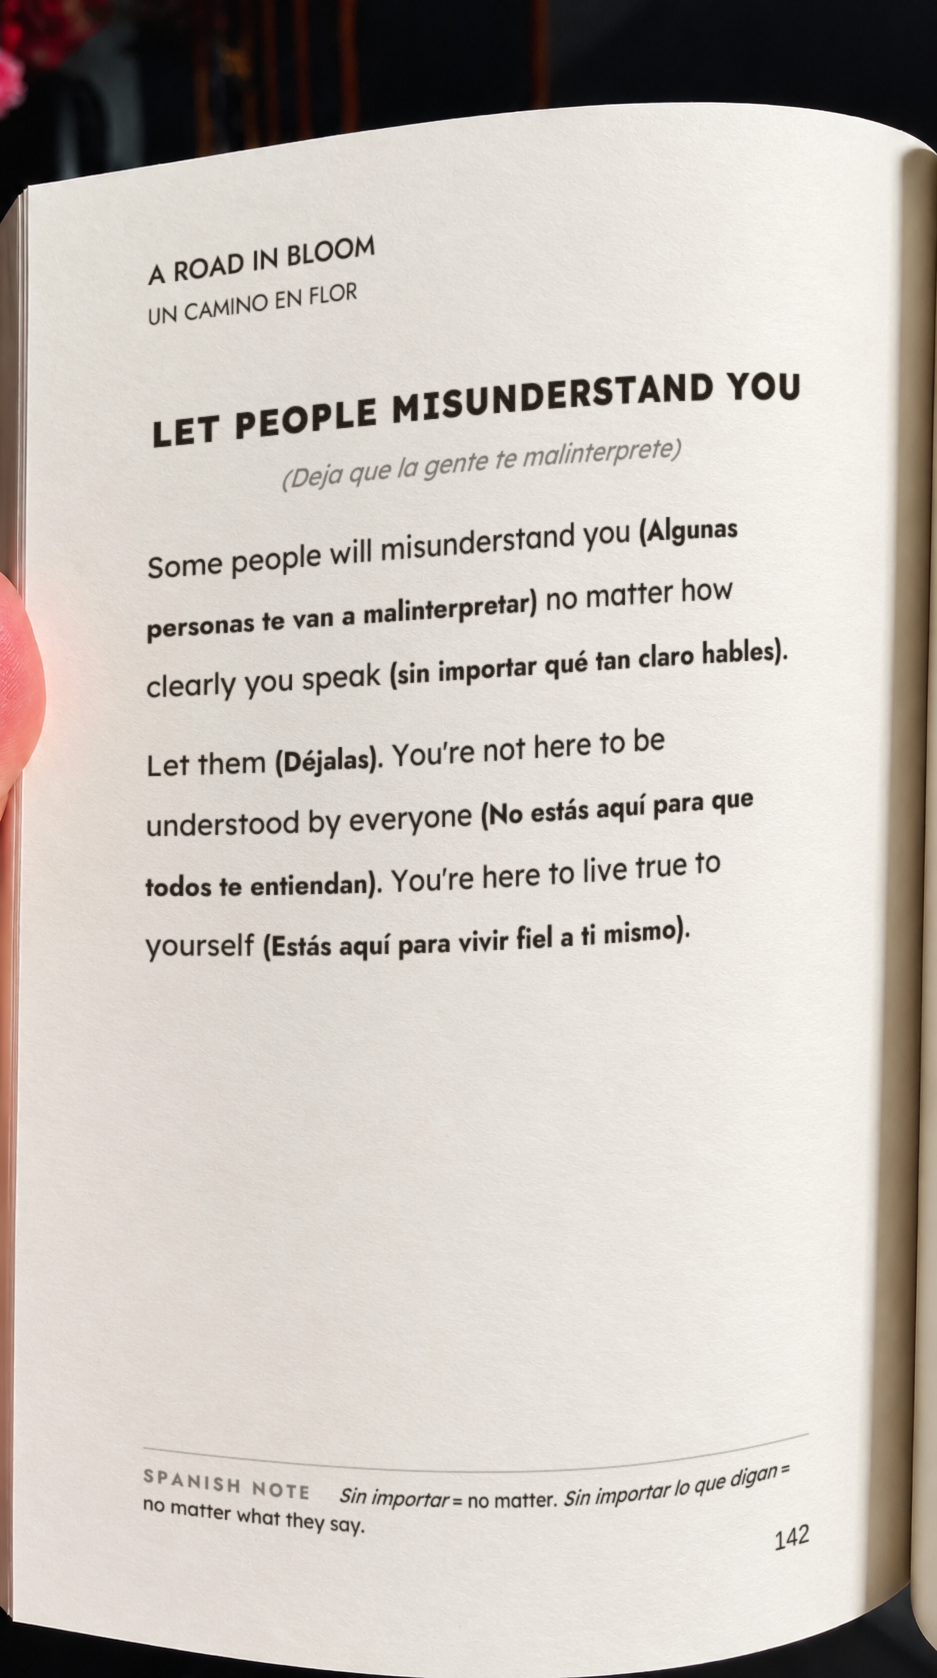 A ROAD IN BLOOM
UN CAMINO EN FLOR
LET PEOPLE MISUNDERSTAND YOU
(Deja que la gente te malinterprete)
Some people will misunderstand you (Algunas
personas te van a malinterpretar) no matter how
clearly you speak (sin importar qué tan claro hables).
Let them (Déjalas). You're not here to be
understood by everyone (No estás aquí para que
todos te entiendan). You're here to live true to
yourself (Estás aquí para vivir fiel a ti mismo).
SPANISH NOTE Sin importar = no matter. Sin importar lo que digan =
no matter what they say.
142